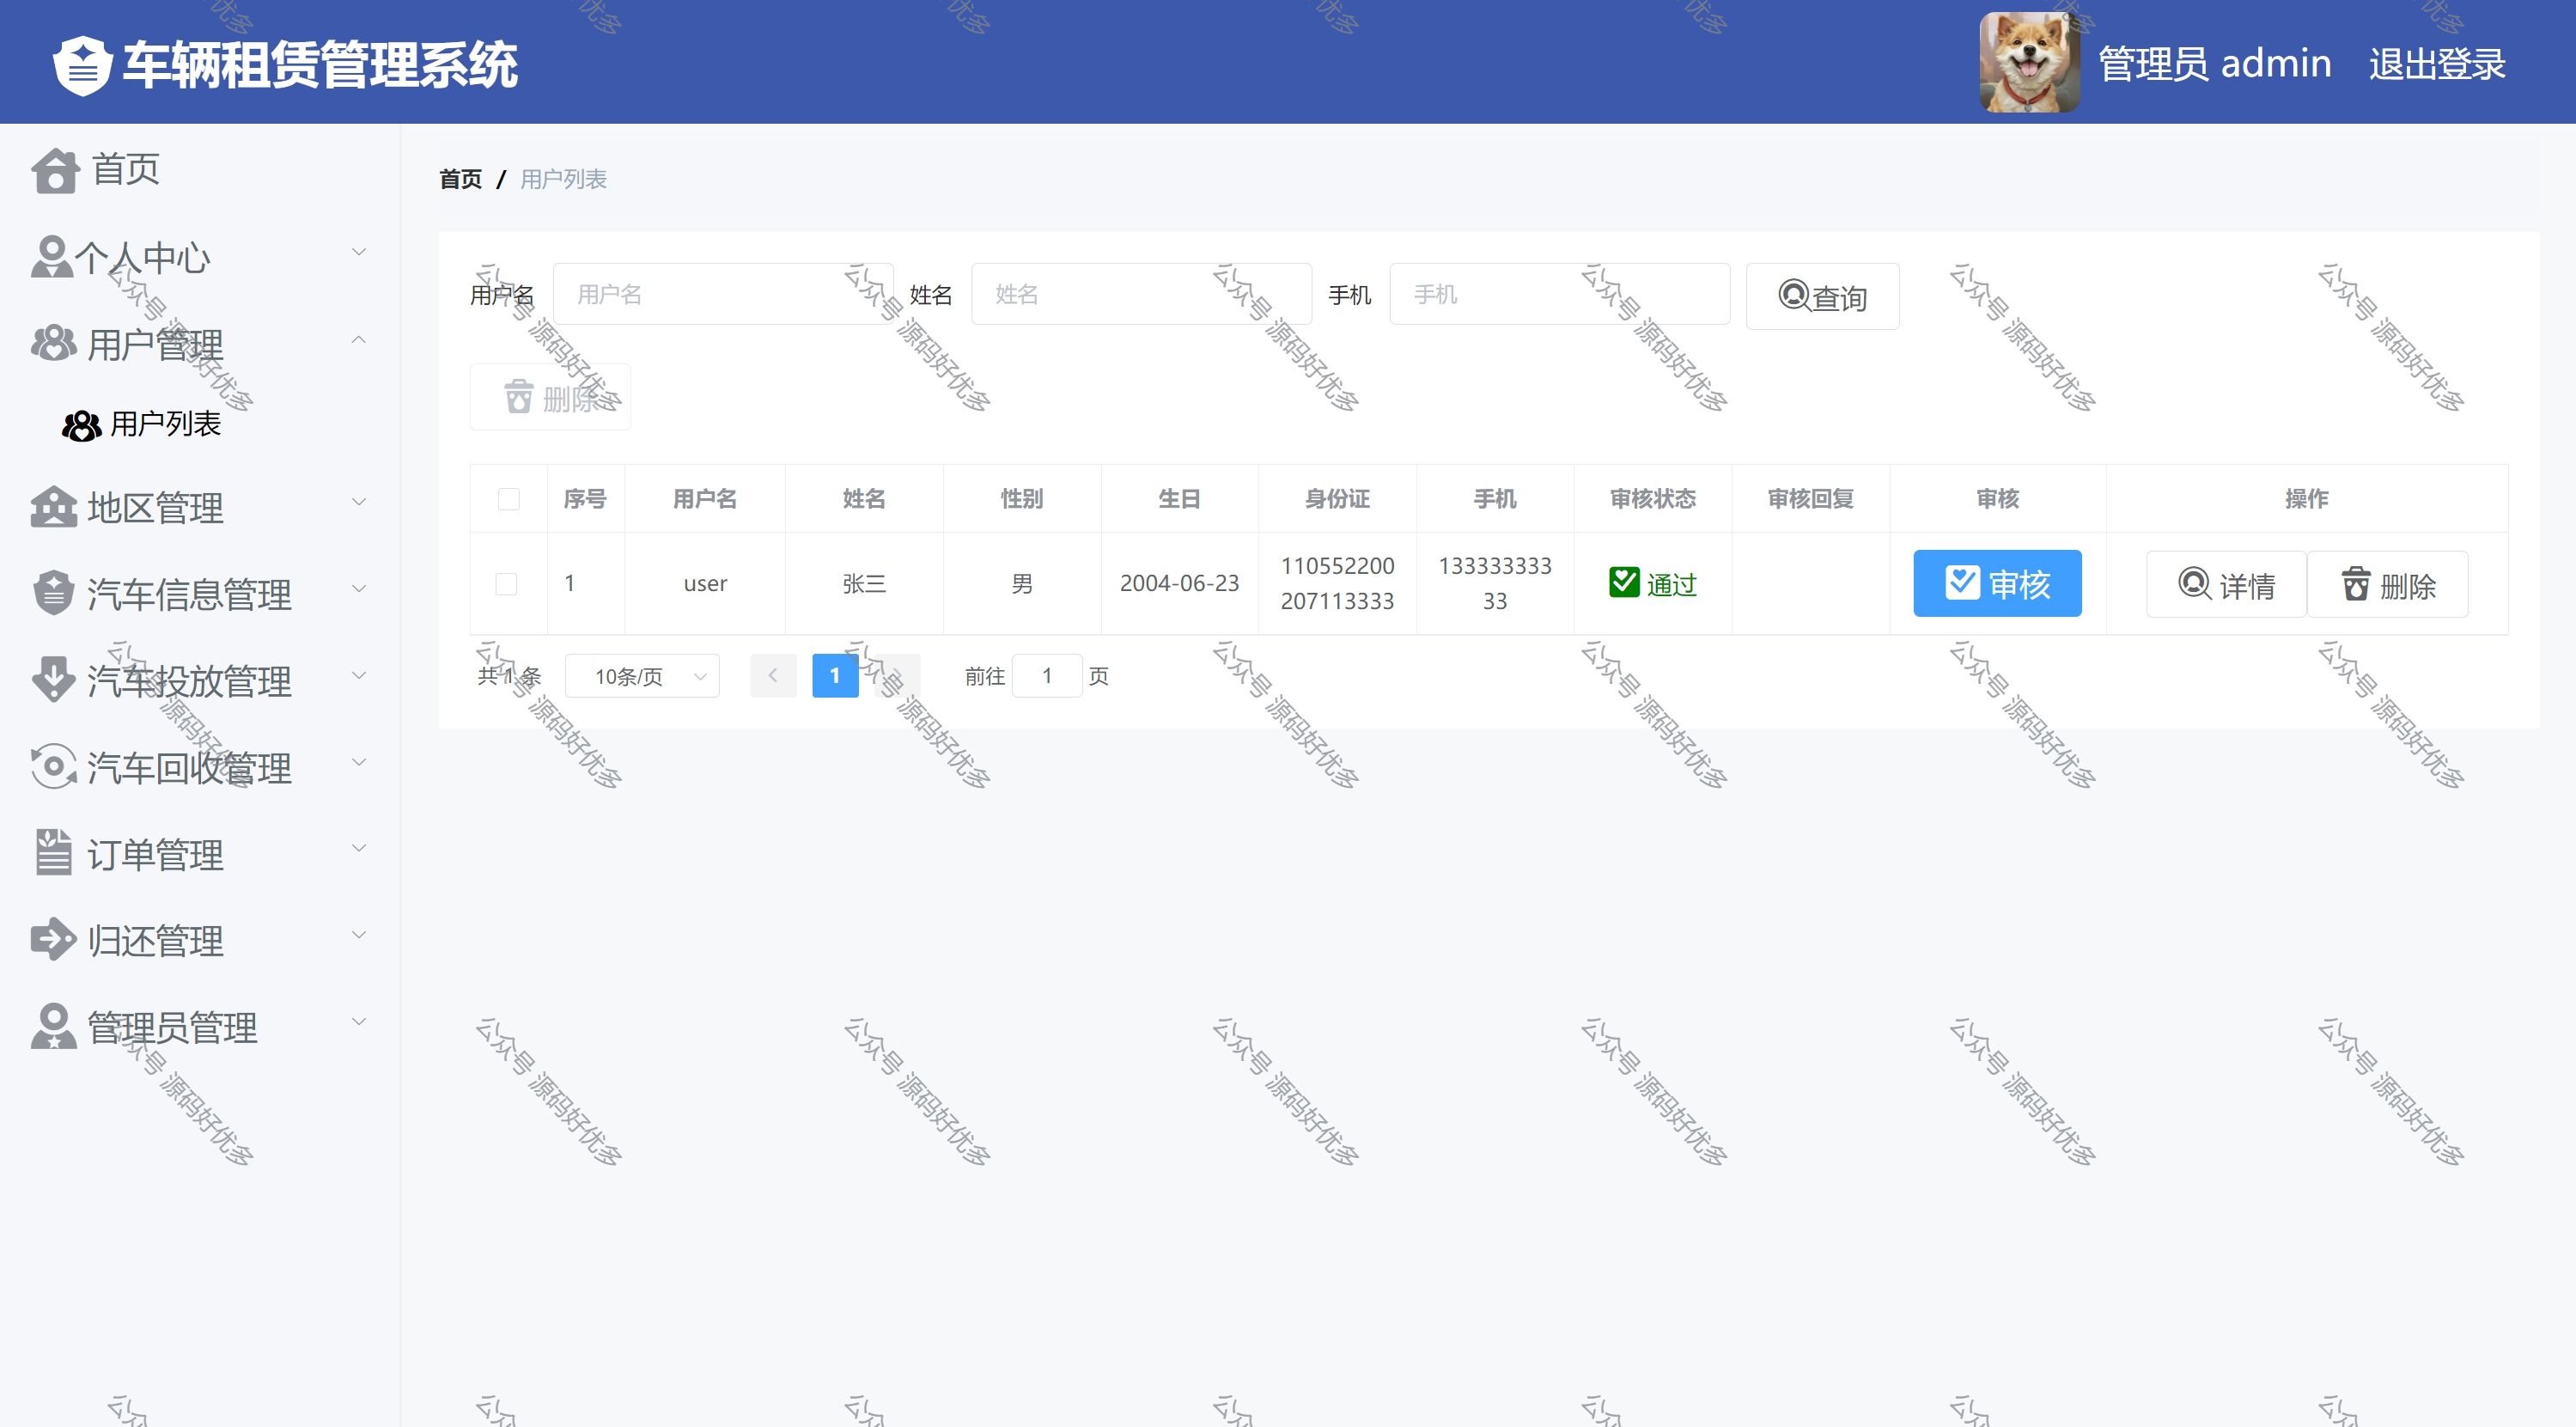 车辆租赁管理系统
管理员 admin 退出登录
首页
个人中心
用户管理
用户列表
地区管理
汽车信息管理
汽车投放管理
汽车回收管理
订单管理
归还管理
管理员管理
首页 / 用户列表
用户名 用户名 姓名 姓名 手机 手机 查询
删除
序号 用户名 姓名 性别 生日 身份证 手机 审核状态 审核回复 审核 操作
1 user 张三 男 2004-06-23 110552200 133333333 通过 审核 详情 删除
207113333 33
共 1 条 10条/页 1 前往 1 页
公众号 源码好优多